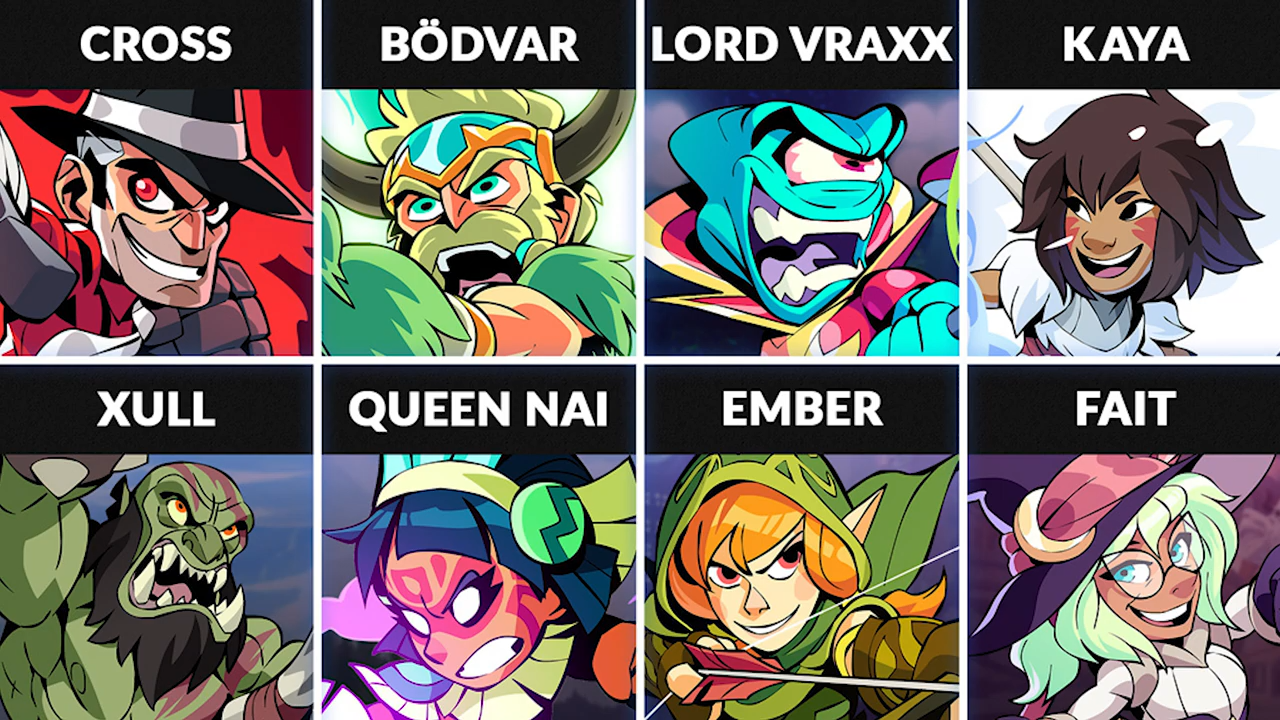 CROSS
BÖDVAR
LORD VRAXX
KAYA
XULL
QUEEN NAI
EMBER
FAIT